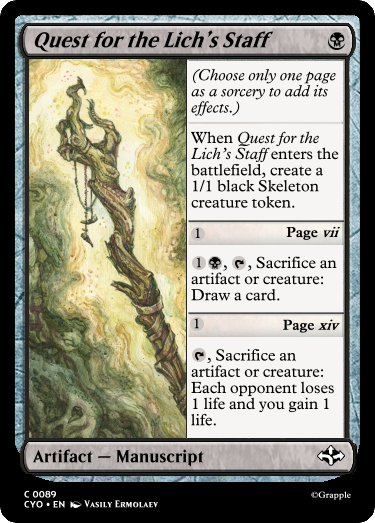 Quest for the Lich's Staff
(Choose only one page
as a sorcery to add its
effects.)
When Quest for the
Lich's Staff enters the
battlefield, create a
1/1 black Skeleton
creature token.
1 Page vii
1 , , Sacrifice an
artifact or creature:
Draw a card.
1 Page xiv
, Sacrifice an
artifact or creature:
Each opponent loses
1 life and you gain 1
life.
Artifact — Manuscript
C 0089
CYO • EN Vasily Ermolaev
©Grapple